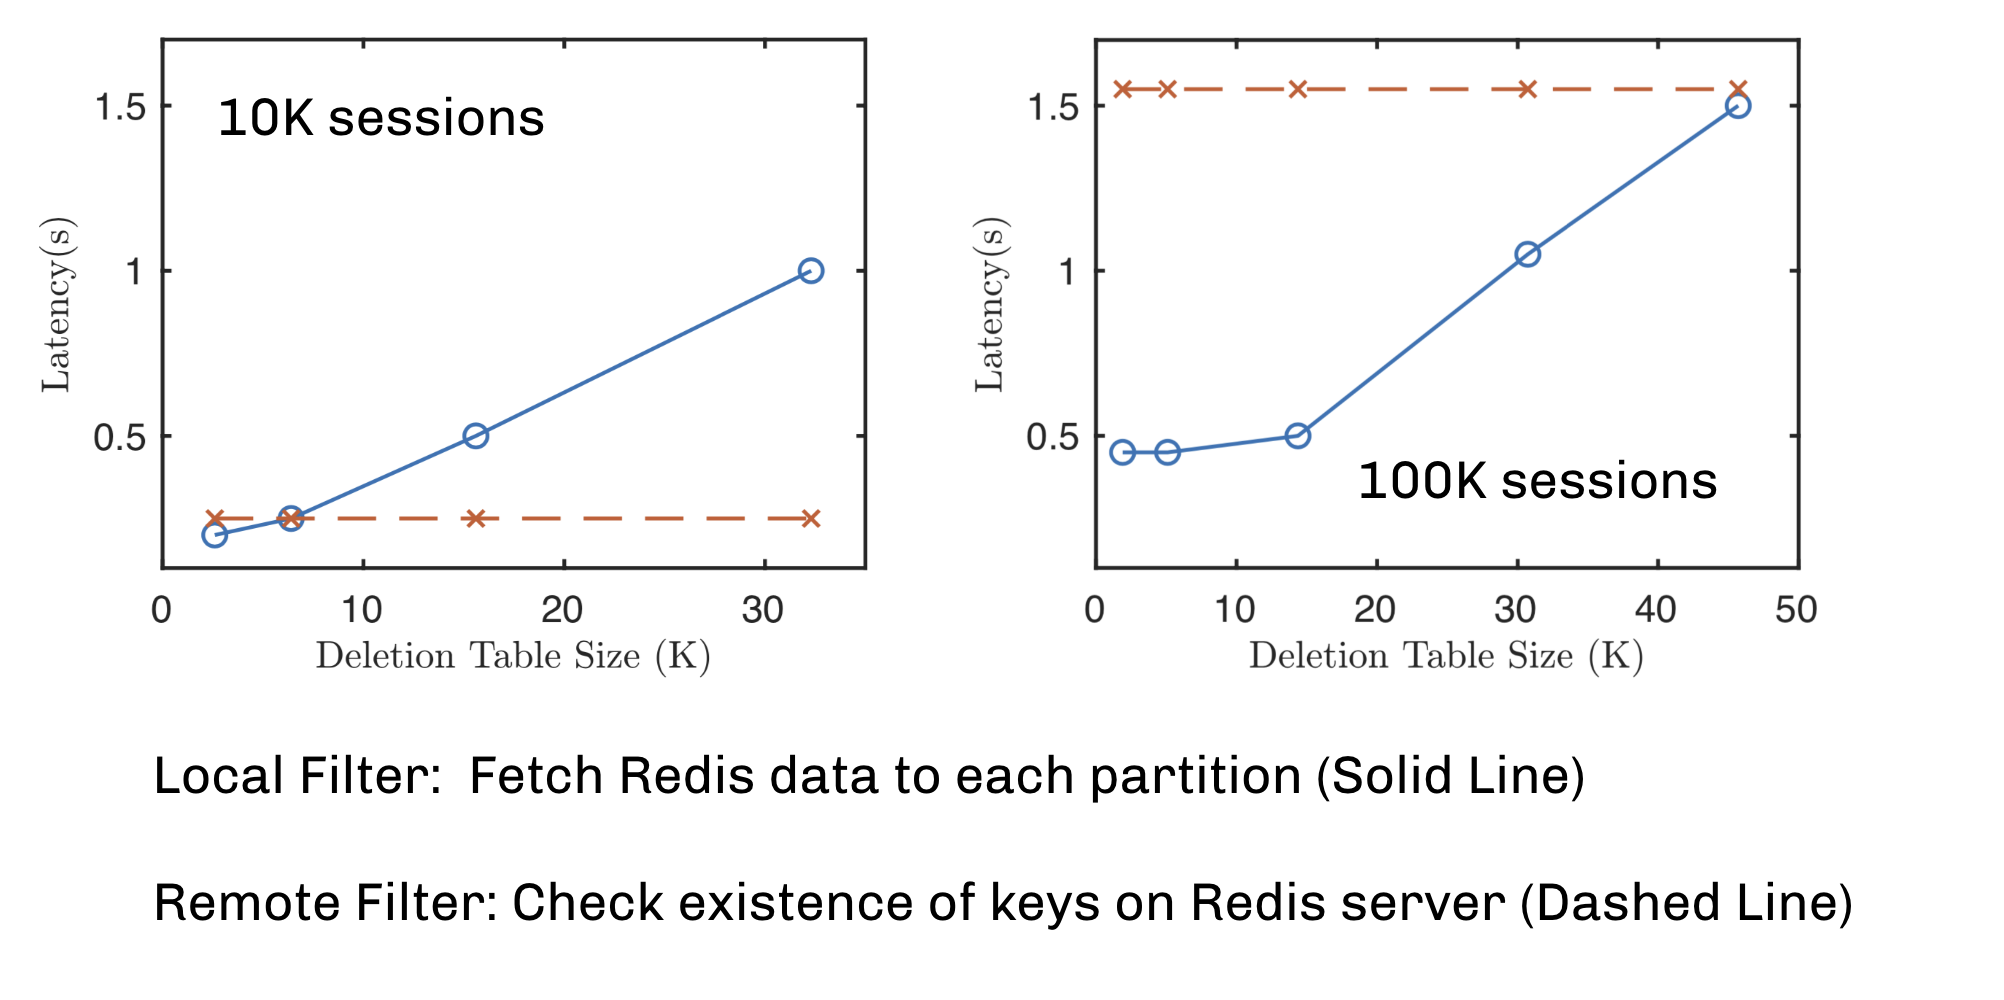 10K sessions
1.5
1
0.5
Latency(s)
0 10 20 30
Deletion Table Size (K)
100K sessions
1.5
1
0.5
Latency(s)
0 10 20 30 40 50
Deletion Table Size (K)
Local Filter: Fetch Redis data to each partition (Solid Line)
Remote Filter: Check existence of keys on Redis server (Dashed Line)